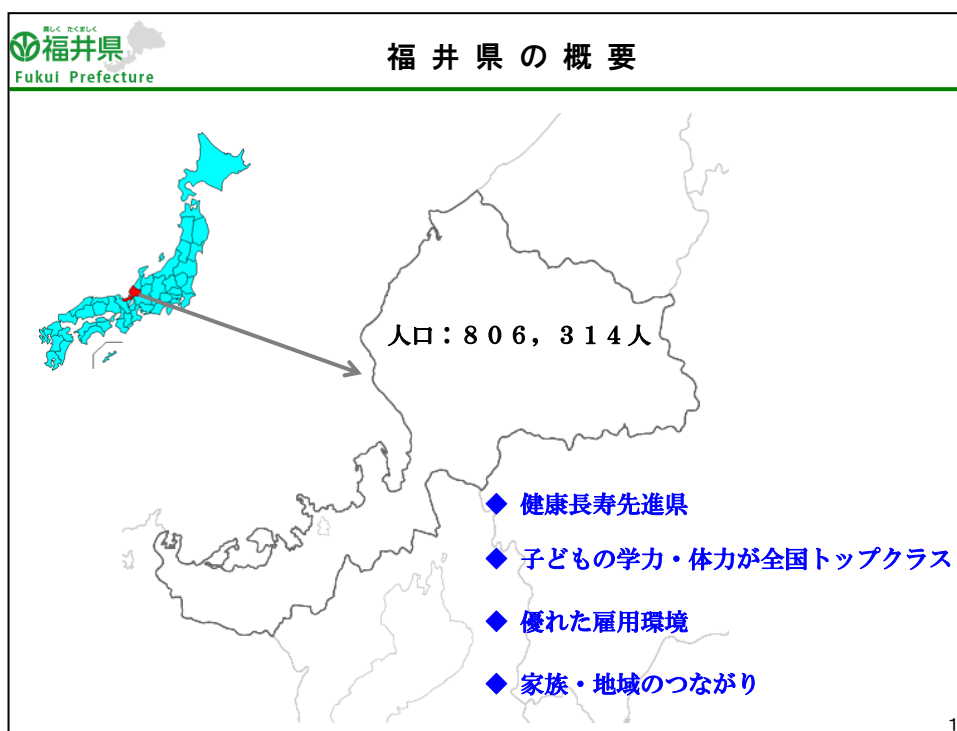 美しく たくましく
福井県
Fukui Prefecture
福井県の概要
人口：８０６，３１４人
◆ 健康長寿先進県
◆ 子どもの学力・体力が全国トップクラス
◆ 優れた雇用環境
◆ 家族・地域のつながり
1